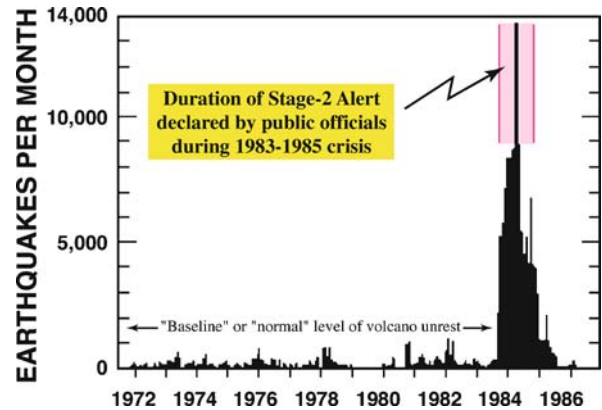 EARTHQUAKES PER MONTH
14,000
10,000
5,000
0
Duration of Stage-2 Alert
declared by public officials
during 1983-1985 crisis
"Baseline" or "normal" level of volcano unrest
1972 1974 1976 1978 1980 1982 1984 1986